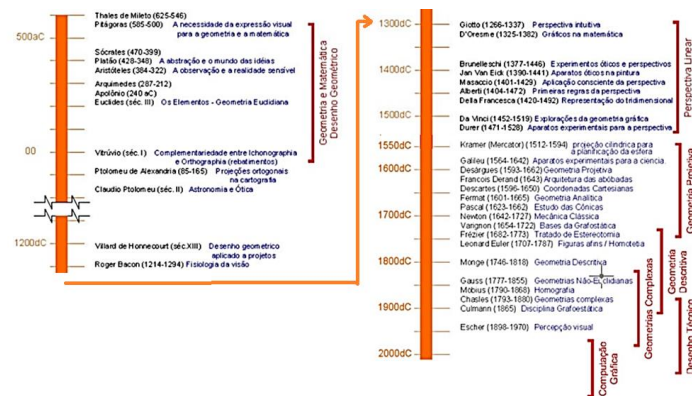 Thales de Mileto (625-546)
500aC
Pitágoras (585-500) A necessidade da expressão visual
para a geometria e a matemática
Sócrates (470-399)
Platão (428-348) A abstração e o mundo das idéias
Aristóteles (384-322) A observação e a realidade sensível
Arquimedes (287-212)
Apolônio (240 aC)
Euclides (séc. III) Os Elementos - Geometria Euclidiana
Geometria e Matemática
Desenho Geométrico
00
Vitrúvio (séc. I) Complementariedade entre Ichonographia
e Orthographia (rebatimentos)
Ptolomeu de Alexandria (85-165) Projeções ortogonais
na cartografia
Claudio Ptolomeu (séc. II) Astronomia e Ótica
1200dC
Villard de Honnecourt (séc.XIII) Desenho geometrico
aplicado a projetos
Roger Bacon (1214-1294) Fisiologia da visão
1300dC
Giotto (1266-1337) Perspectiva intuitiva
D'Oresme (1325-1382) Gráficos na matemática
1400dC
Brunelleschi (1377-1446) Experimentos óticos e perspectivos
Jan Van Eick (1390-1441) Aparatos óticos na pintura
Masaccio (1401-1429) Aplicação consciente da perspectiva
Alberti (1404-1472) Primeiras regras da perspectiva
Della Francesca (1420-1492) Representação do tridimensional
1500dC
Da Vinci (1452-1519) Explorações da geometria gráfica
Durer (1471-1528) Aparatos experimentais para a perspectiva
Perspectiva Linear
1550dC
Kramer (Mercator) (1512-1594) projeção cilindrica para
a planificação da esfera
1600dC
Galileu (1564-1642) Aparatos experimentais para a ciencia.
Desárgues (1593-1662) Geometria Projetiva
Francois Derand (1643) Arquitetura das abóbadas
Descartes (1596-1650) Coordenadas Cartesianas
Fermat (1601-1665) Geometria Analitica
Pascal (1623-1662) Estudo das Cônicas
1700dC
Newton (1642-1727) Mecânica Clássica
Varignon (1654-1722) Bases da Grafostática
Frézier (1682-1773) Tratado de Estereotomia
Leonard Euler (1707-1787) Figuras afins / Homotetia
Geometria Projetiva
1800dC
Monge (1746-1818) Geometria Descritiva
Gauss (1777-1855) Geometrias Não-Euclidianas
Möbius (1790-1868) Homografia
Chasles (1793-1880) Geometrias complexas
1900dC
Culmann (1865) Disciplina Grafoestática
Escher (1898-1970) Percepção visual
2000dC
Geometria
Descritiva
Geometrias Complexas
Desenho Técnico
Computação
Gráfica